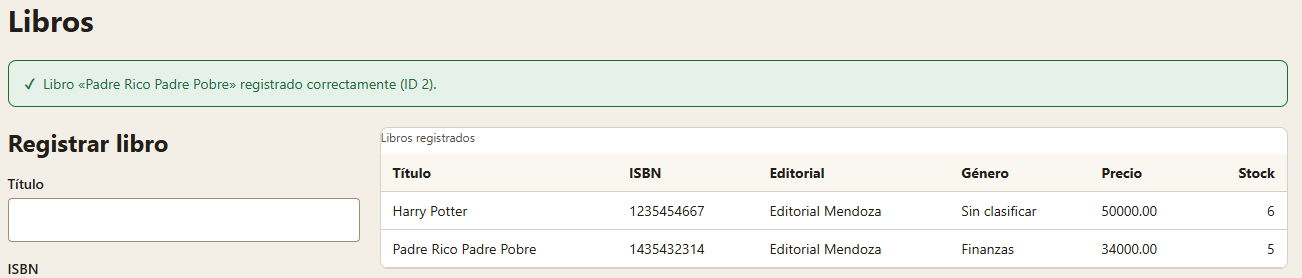 Libros
✓ Libro «Padre Rico Padre Pobre» registrado correctamente (ID 2).
Registrar libro
Título
ISBN
Libros registrados
Título ISBN Editorial Género Precio Stock
Harry Potter 1235454667 Editorial Mendoza Sin clasificar 50000.00 6
Padre Rico Padre Pobre 1435432314 Editorial Mendoza Finanzas 34000.00 5